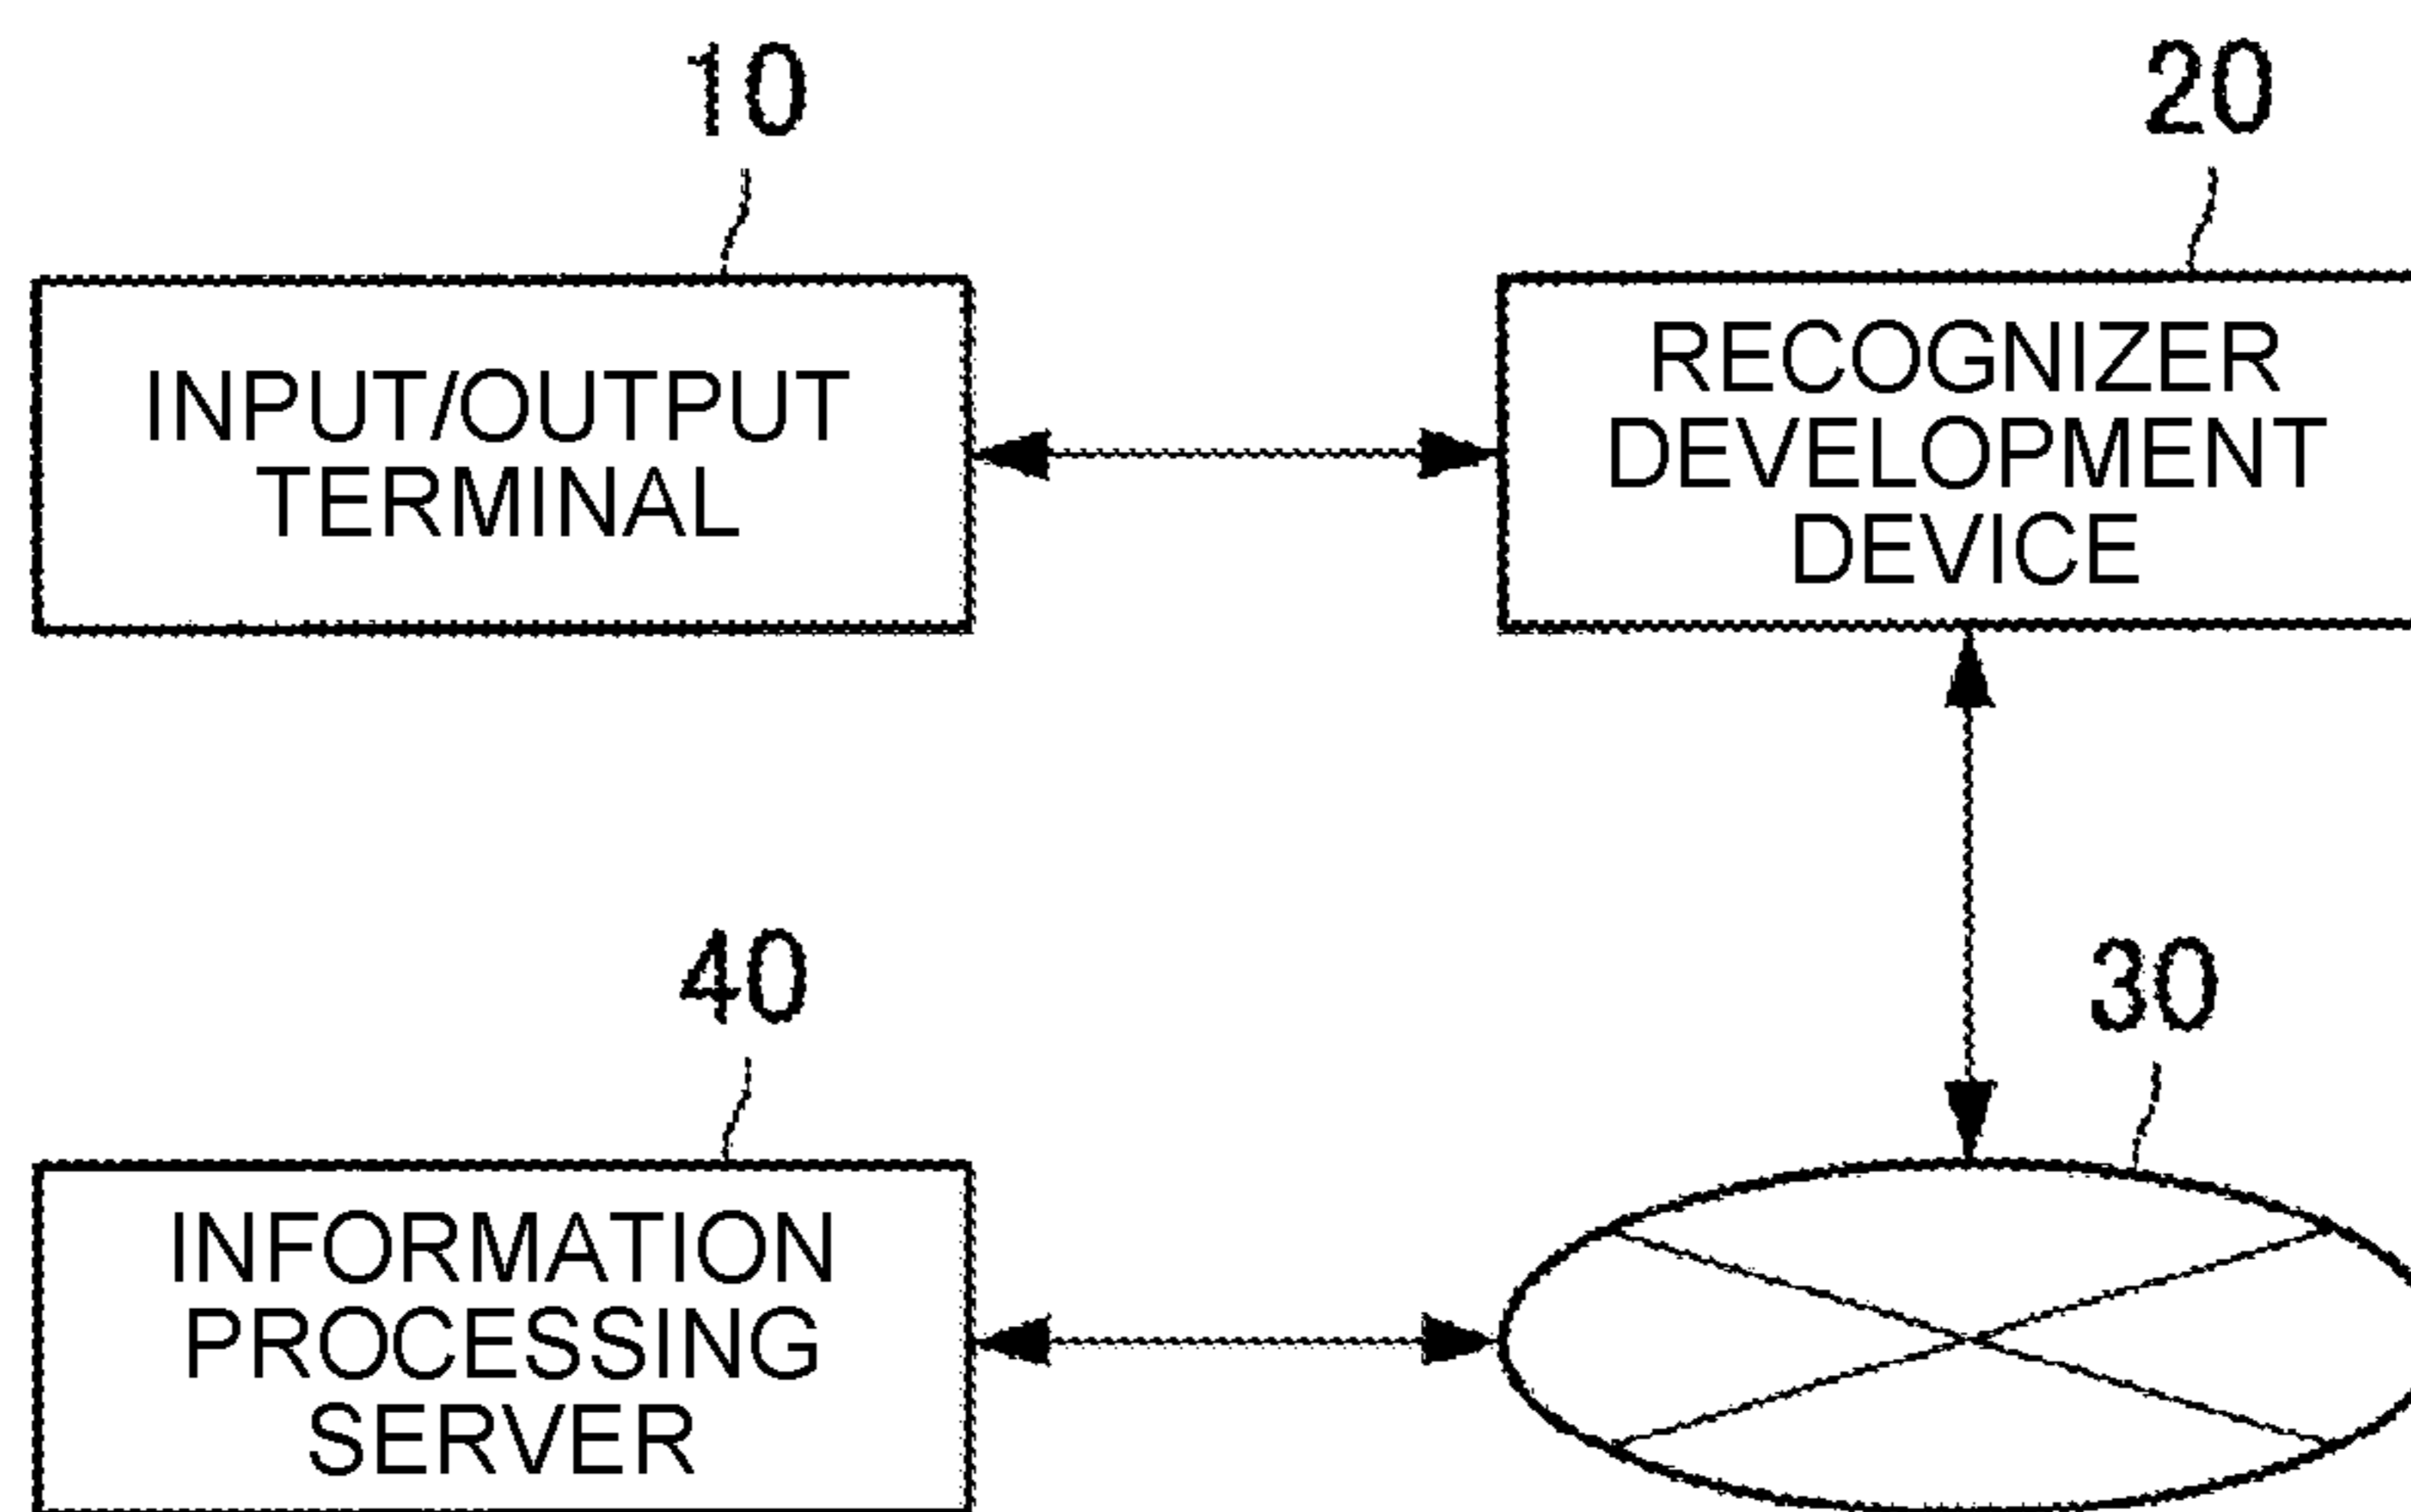 10
20
INPUT/OUTPUT
TERMINAL
RECOGNIZER
DEVELOPMENT
DEVICE
40
30
INFORMATION
PROCESSING
SERVER